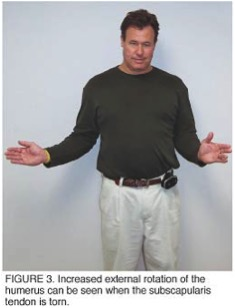 FIGURE 3. Increased external rotation of the
humerus can be seen when the subscapularis
tendon is torn.